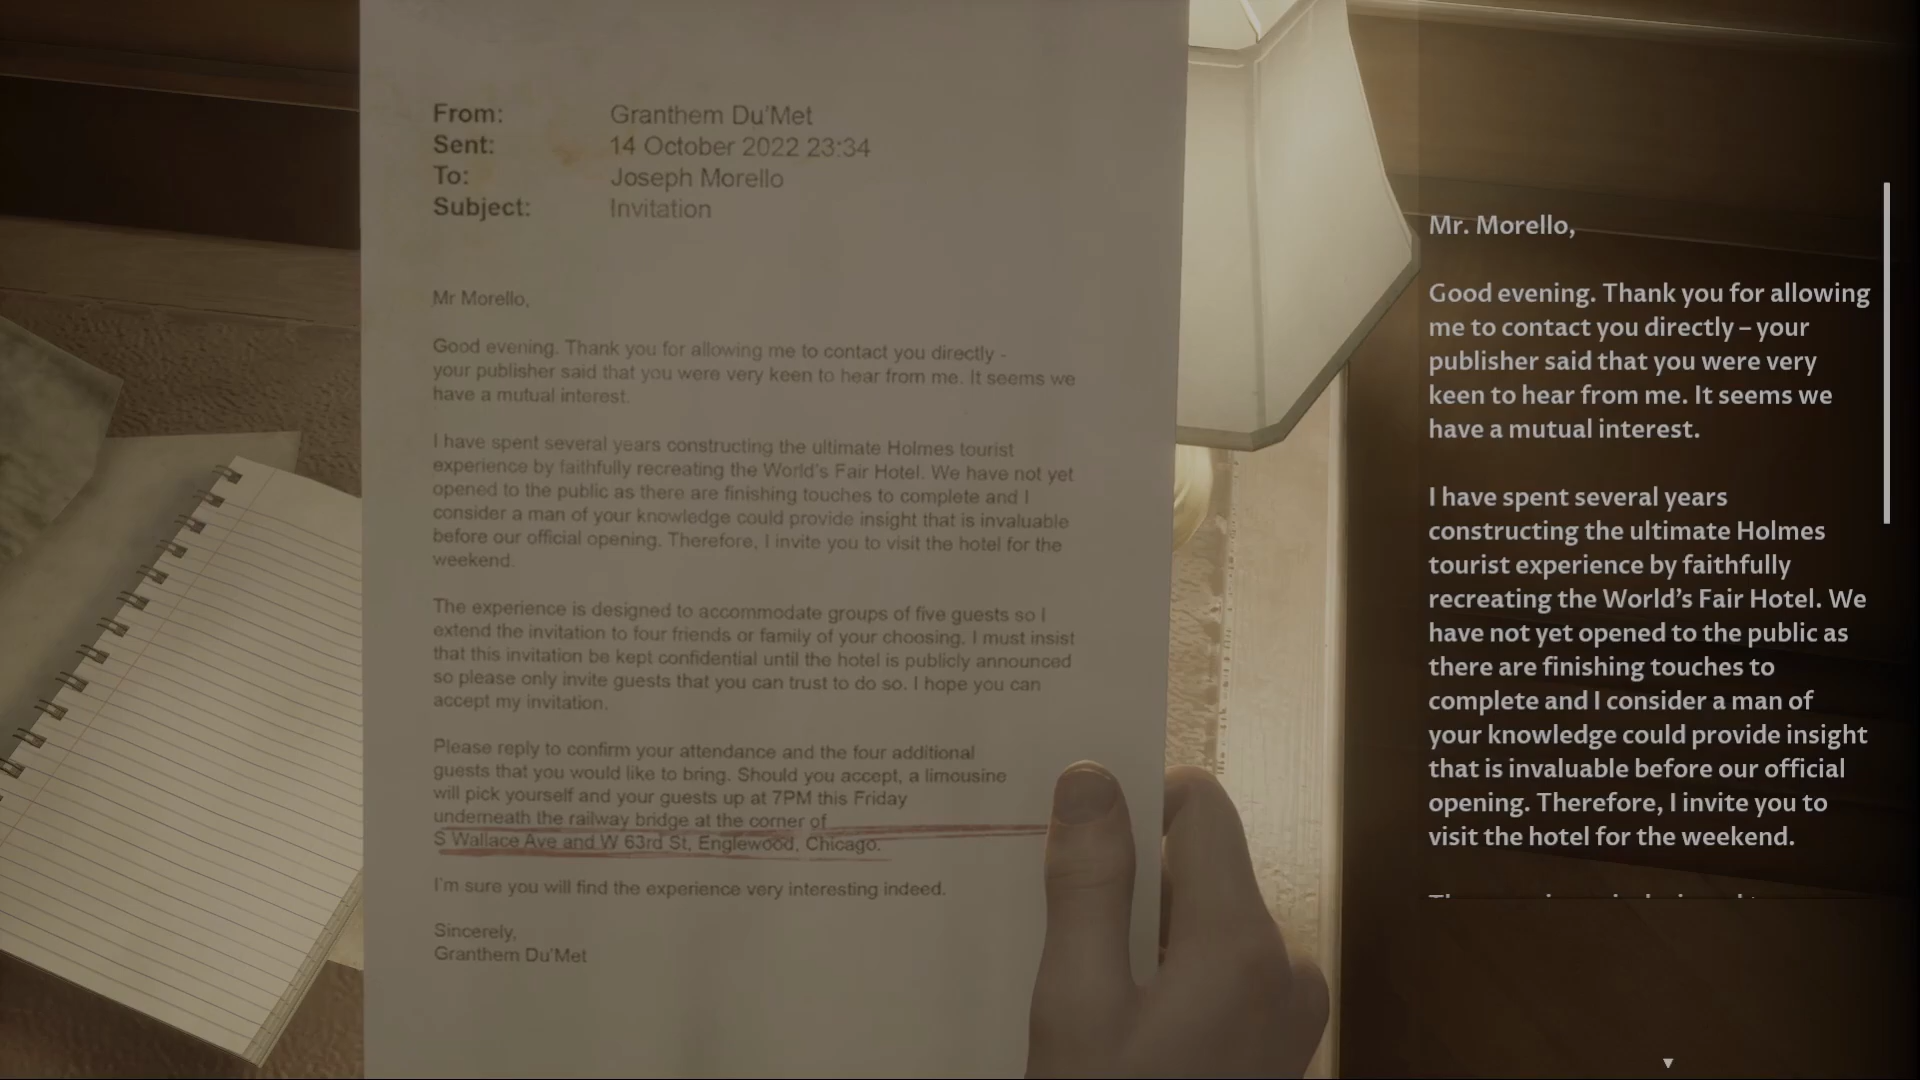 From: Granthem Du'Met
Sent: 14 October 2022 23:34
To: Joseph Morello
Subject: Invitation
Mr Morello,
Good evening. Thank you for allowing me to contact you directly -
your publisher said that you were very keen to hear from me. It seems we
have a mutual interest.
I have spent several years constructing the ultimate Holmes tourist
experience by faithfully recreating the World's Fair Hotel. We have not yet
opened to the public as there are finishing touches to complete and I
consider a man of your knowledge could provide insight that is invaluable
before our official opening. Therefore, I invite you to visit the hotel for the
weekend.
The experience is designed to accommodate groups of five guests so I
extend the invitation to four friends or family of your choosing. I must insist
that this invitation be kept confidential until the hotel is publicly announced
so please only invite guests that you can trust to do so. I hope you can
accept my invitation.
Please reply to confirm your attendance and the four additional
guests that you would like to bring. Should you accept, a limousine
will pick yourself and your guests up at 7PM this Friday
underneath the railway bridge at the corner of
S Wallace Ave and W 63rd St, Englewood, Chicago.
I'm sure you will find the experience very interesting indeed.
Sincerely,
Granthem Du'Met
Mr. Morello,
Good evening. Thank you for allowing
me to contact you directly – your
publisher said that you were very
keen to hear from me. It seems we
have a mutual interest.
I have spent several years
constructing the ultimate Holmes
tourist experience by faithfully
recreating the World's Fair Hotel. We
have not yet opened to the public as
there are finishing touches to
complete and I consider a man of
your knowledge could provide insight
that is invaluable before our official
opening. Therefore, I invite you to
visit the hotel for the weekend.